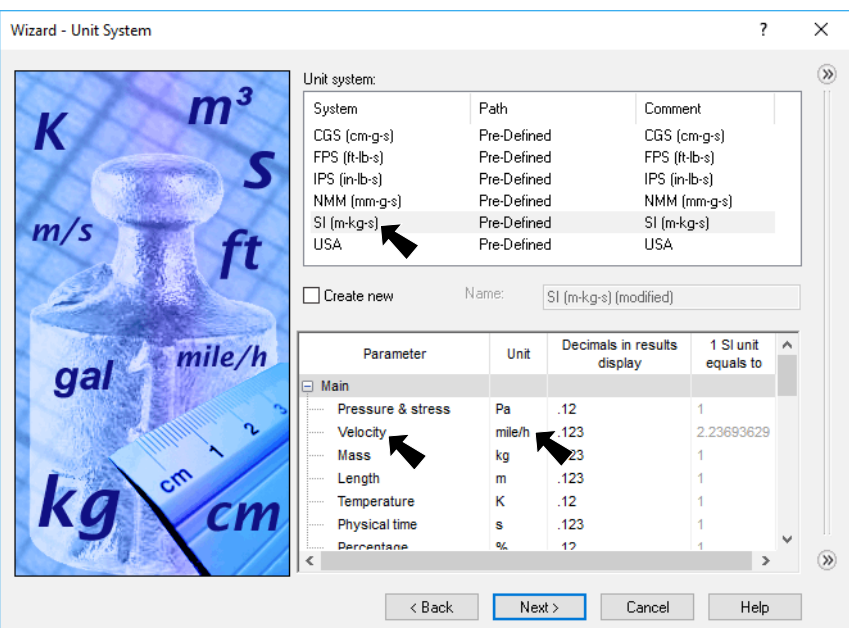 Wizard - Unit System ? ×
K m³ S m/s ft gal mile/h kg cm
cm 1 2 3
Unit system:
System Path Comment
CGS (cm-g-s) Pre-Defined CGS (cm-g-s)
FPS (ft-lb-s) Pre-Defined FPS (ft-lb-s)
IPS (in-lb-s) Pre-Defined IPS (in-lb-s)
NMM (mm-g-s) Pre-Defined NMM (mm-g-s)
SI (m-kg-s) Pre-Defined SI (m-kg-s)
USA Pre-Defined USA
Create new Name: SI (m-kg-s) (modified)
Parameter Unit Decimals in results display 1 SI unit equals to
Main
Pressure & stress Pa .12 1
Velocity mile/h .123 2.23693629
Mass kg 1
Length m .123 1
Temperature K .12 1
Physical time s .123 1
Percentage % .12 1
< Back Next > Cancel Help